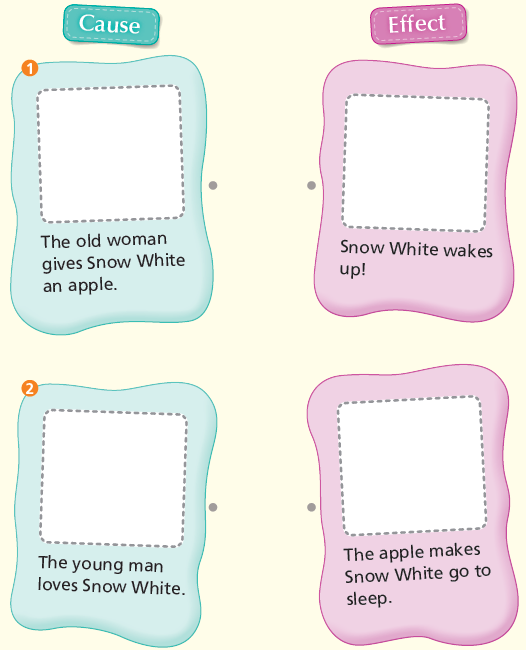 Cause
Effect
1
The old woman
gives Snow White
an apple.
Snow White wakes
up!
2
The young man
loves Snow White.
The apple makes
Snow White go to
sleep.